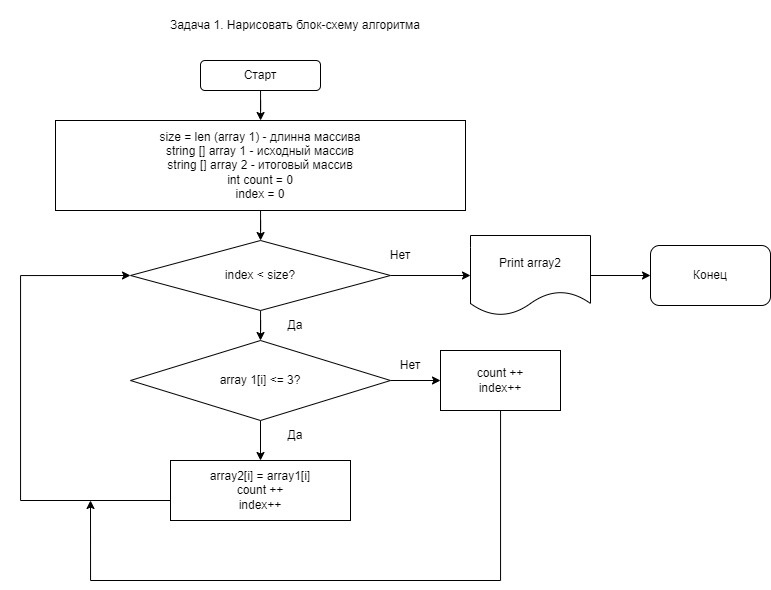 Задача 1. Нарисовать блок-схему алгоритма
Старт
size = len (array 1) - длинна массива
string [] array 1 - исходный массив
string [] array 2 - итоговый массив
int count = 0
index = 0
index < size?
Нет
Print array2
Конец
Да
array 1[i] <= 3?
Нет
count ++
index++
Да
array2[i] = array1[i]
count ++
index++